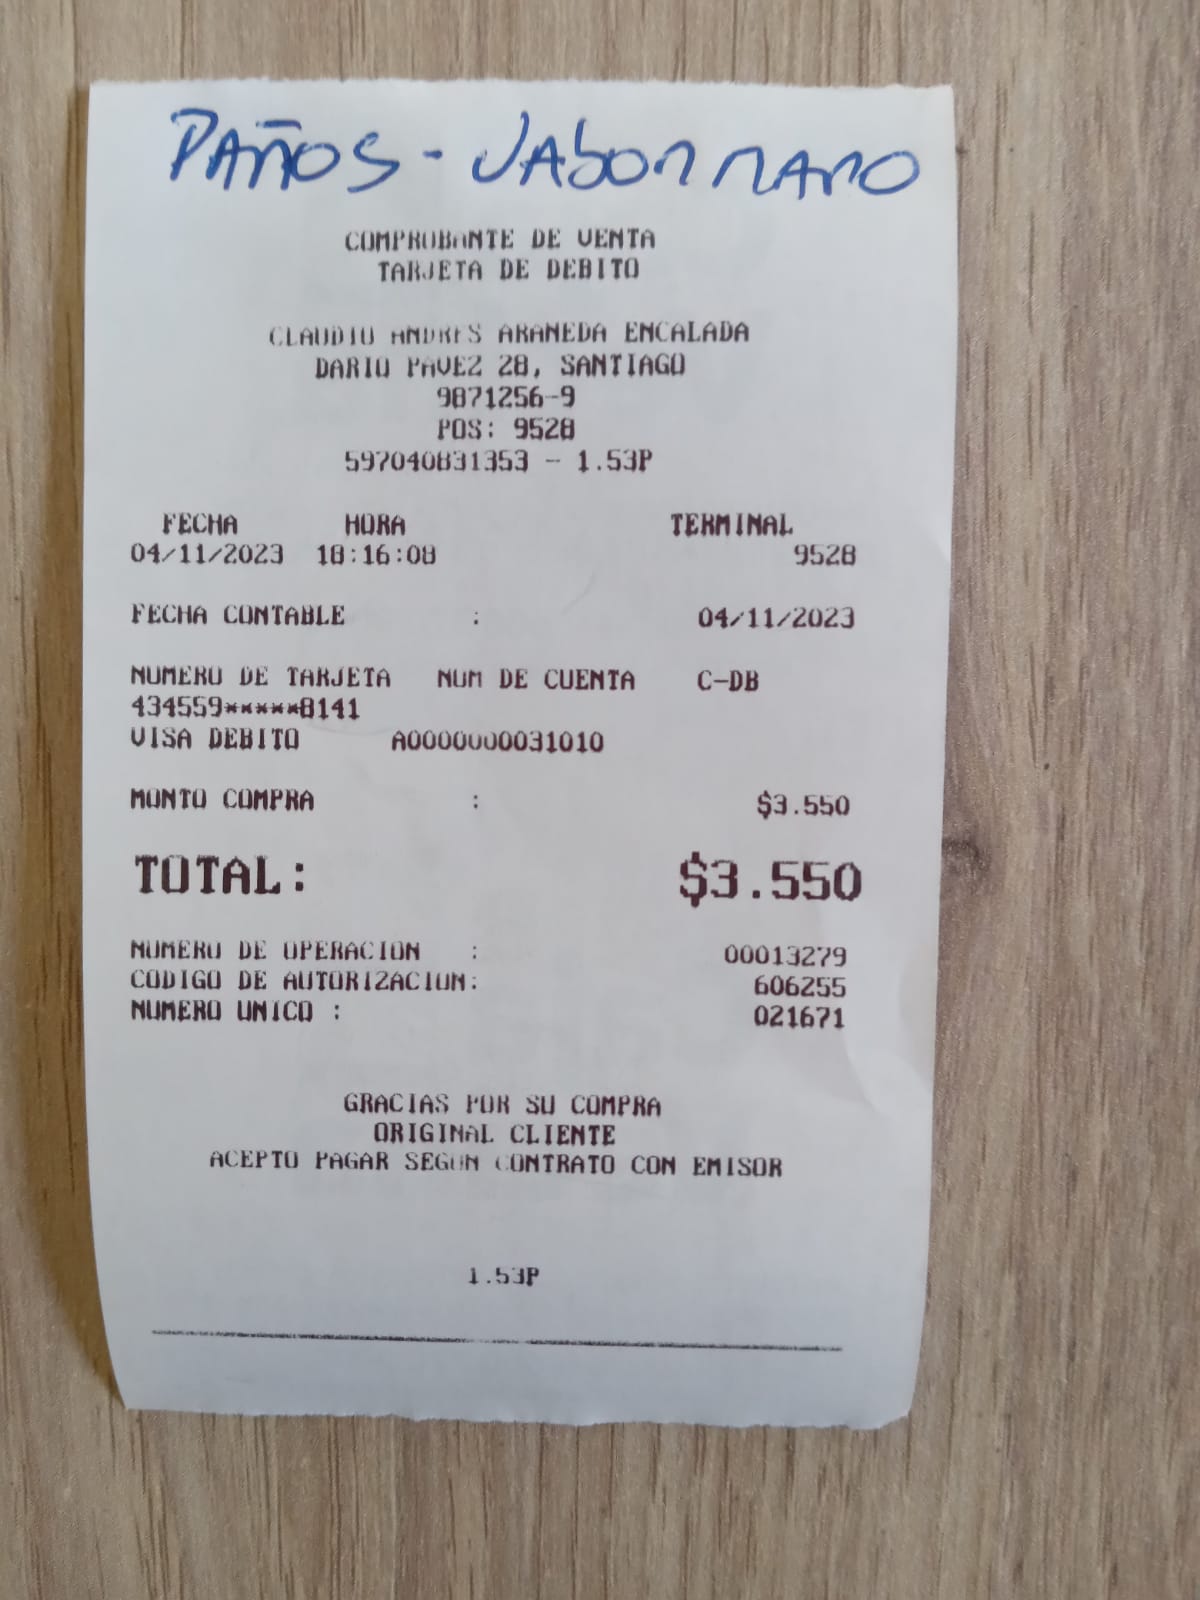 PAÑOS - JABON MANO
COMPROBANTE DE VENTA
TARJETA DE DEBITO
CLAUDIO ANDRES ARANEDA ENCALADA
DARIO PAVEZ 28, SANTIAGO
9871256-9
POS: 9528
597040831353 - 1.53P
FECHA HORA TERMINAL
04/11/2023 18:16:08 9528
FECHA CONTABLE : 04/11/2023
NUMERO DE TARJETA NUM DE CUENTA C-DB
434559*****8141
VISA DEBITO A0000000031010
MONTO COMPRA : $3.550
TOTAL: $3.550
NUMERO DE OPERACION : 00013279
CODIGO DE AUTORIZACION: 606255
NUMERO UNICO : 021671
GRACIAS POR SU COMPRA
ORIGINAL CLIENTE
ACEPTO PAGAR SEGUN CONTRATO CON EMISOR
1.53P